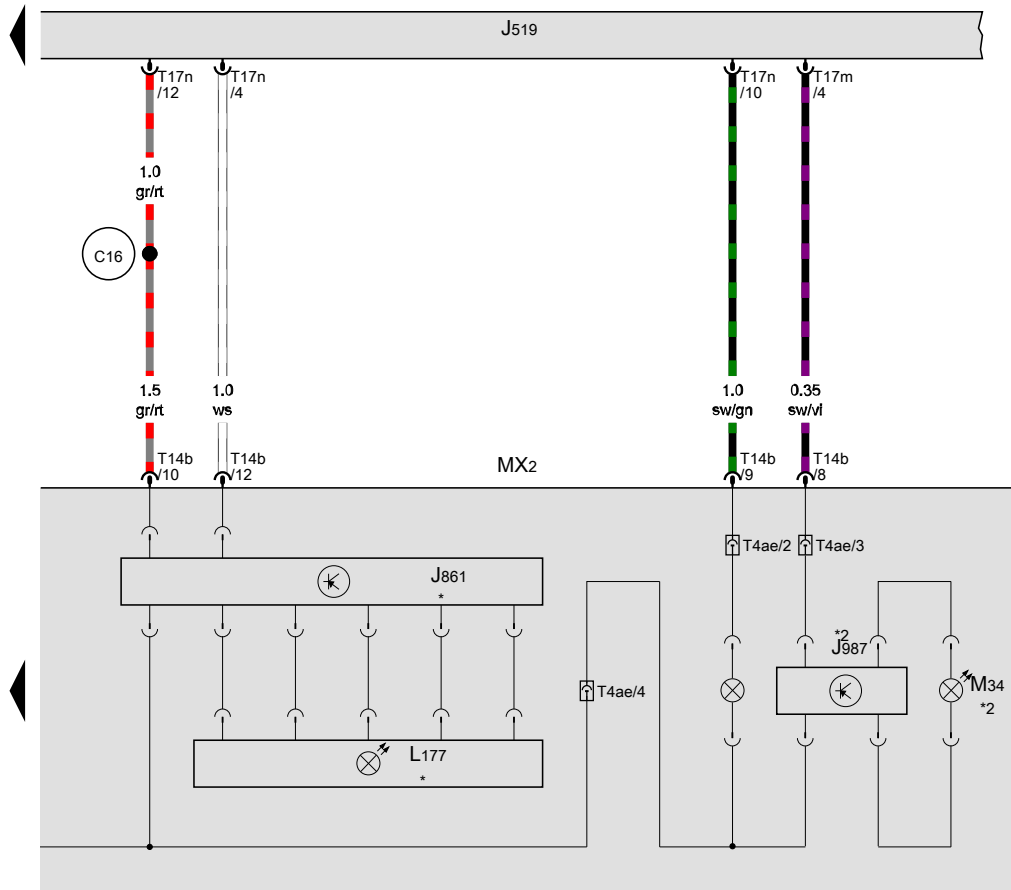 J519
T17n
/12
T17n
/4
T17n
/10
T17m
/4
1.0
gr/rt
C16
1.5
gr/rt
1.0
ws
1.0
sw/gn
0.35
sw/vi
T14b
/10
T14b
/12
MX2
T14b
/9
T14b
/8
T4ae/2
T4ae/3
J861
*
*2
J987
T4ae/4
M34
*2
L177
*